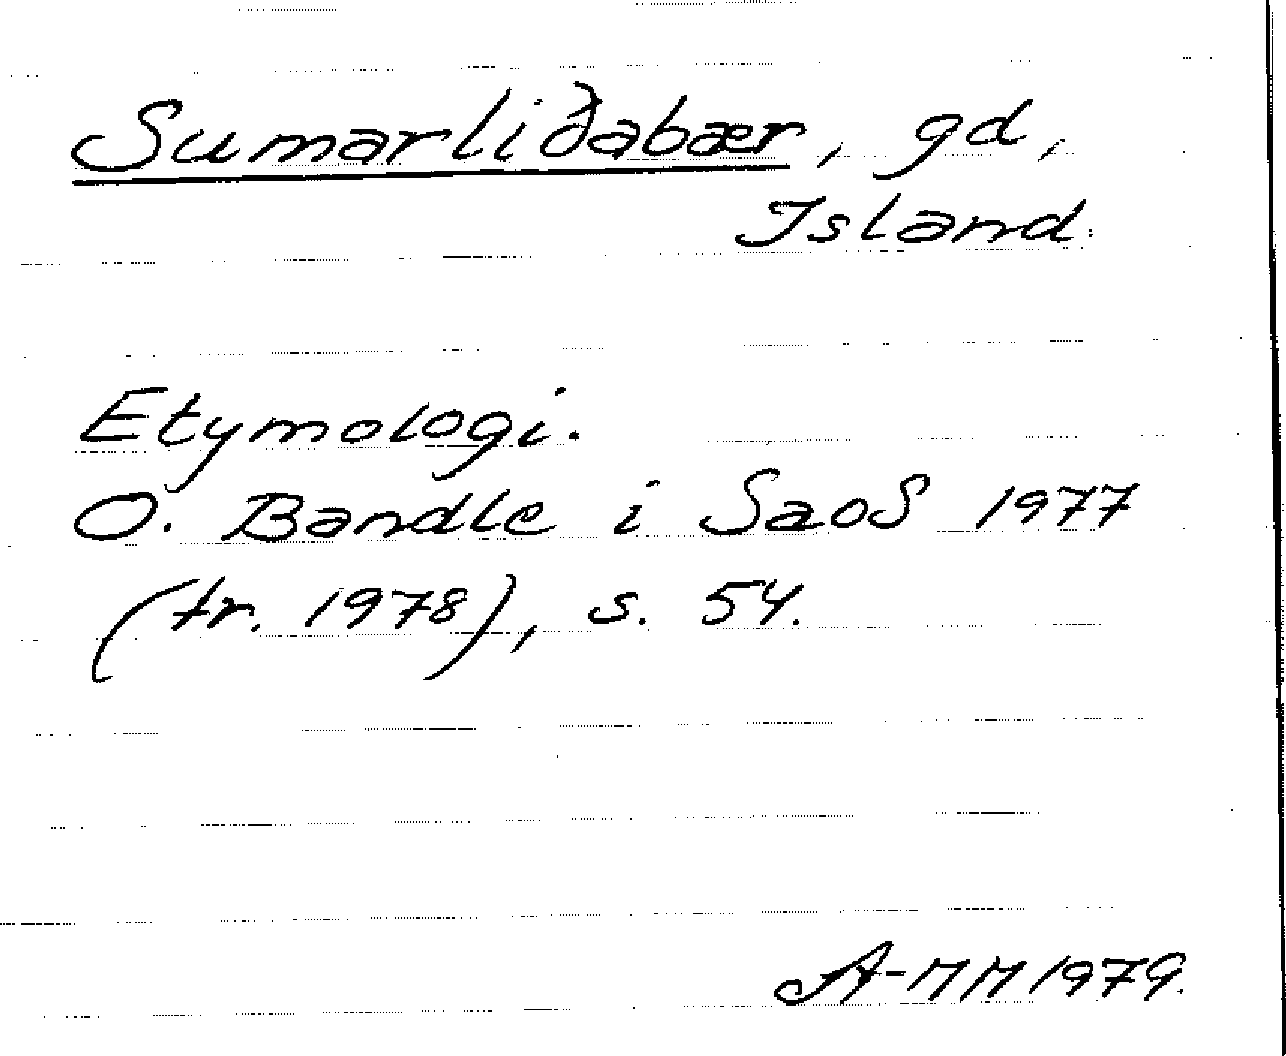 Sumarliðabær, gd,
Island.
Etymologi.
O. Bandle i SaoS 1977
(tr. 1978), s. 54.
A-MM 1979.